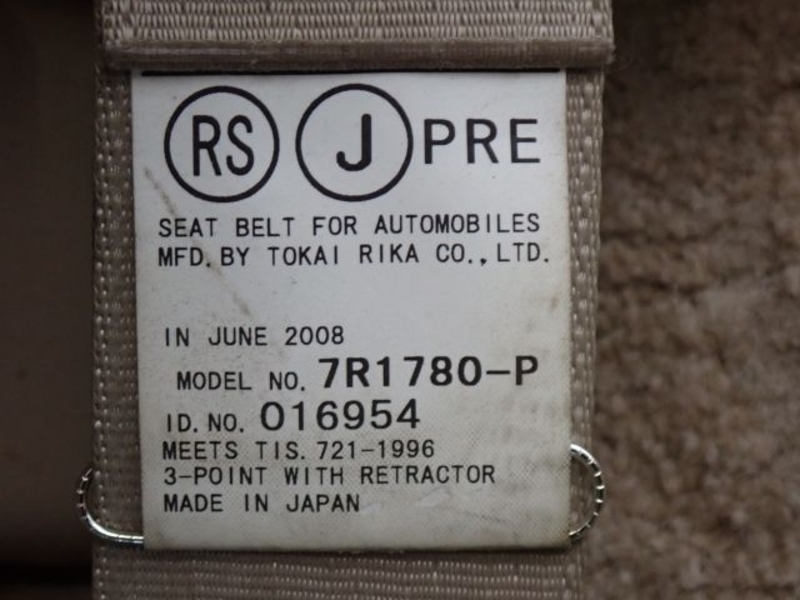 RS J PRE
SEAT BELT FOR AUTOMOBILES
MFD. BY TOKAI RIKA CO., LTD.
IN JUNE 2008
MODEL NO. 7R1780-P
ID. NO. 016954
MEETS TIS. 721-1996
3-POINT WITH RETRACTOR
MADE IN JAPAN